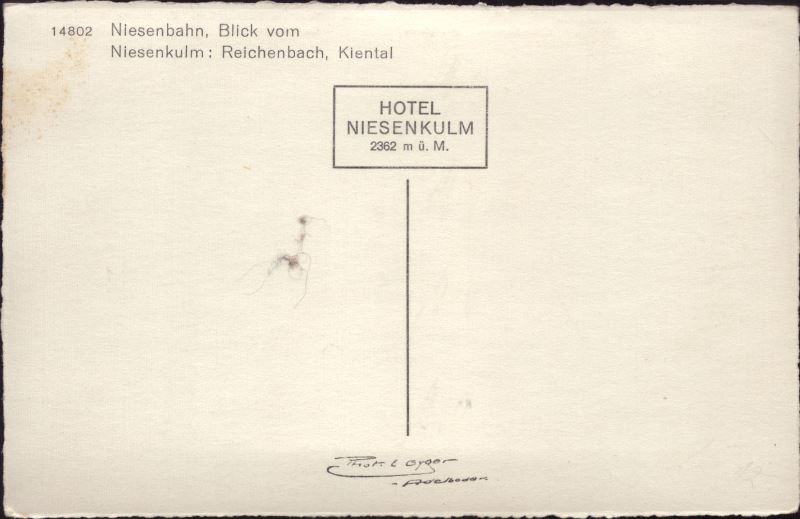 14802 Niesenbahn, Blick vom
Niesenkulm: Reichenbach, Kiental
HOTEL
NIESENKULM
2362 m ü. M.
Phot. E. Gyger
Adelboden